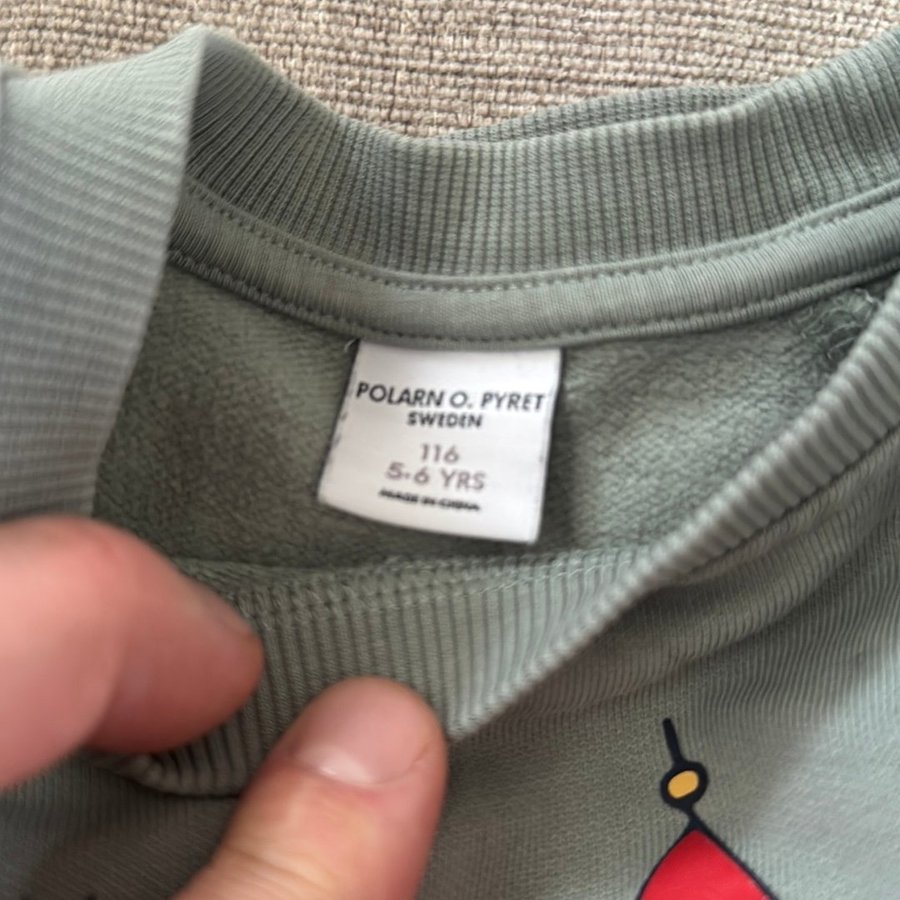 POLARN O. PYRET
SWEDEN
116
5-6 YRS
MADE IN CHINA